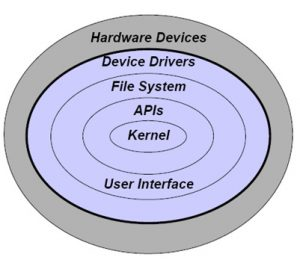 Hardware Devices
Device Drivers
File System
APIs
Kernel
User Interface